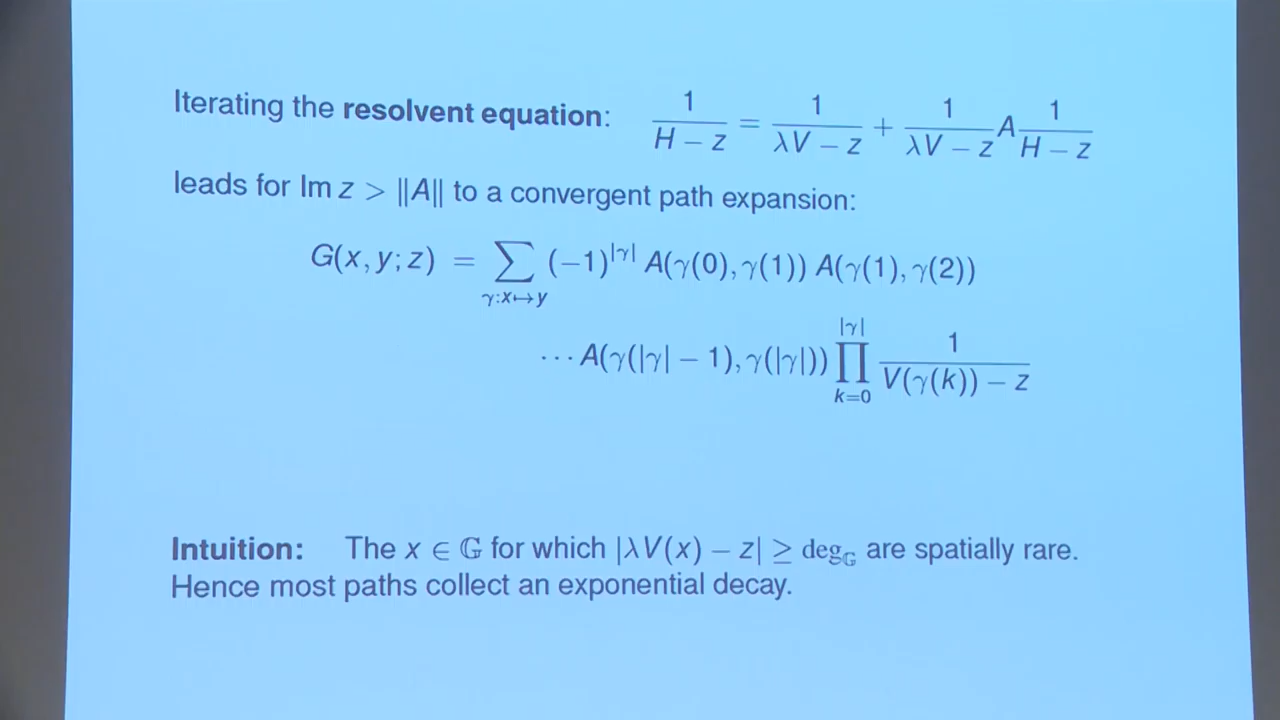 Iterating the resolvent equation: 1/(H − z) = 1/(λV − z) + 1/(λV − z) A 1/(H − z)
leads for Im z > ‖A‖ to a convergent path expansion:
G(x, y; z) = ∑_{γ:x↦y} (−1)^{|γ|} A(γ(0), γ(1)) A(γ(1), γ(2))
⋯ A(γ(|γ| − 1), γ(|γ|)) ∏_{k=0}^{|γ|} 1/(V(γ(k)) − z)
Intuition: The x ∈ 𝔾 for which |λV(x) − z| ≥ deg_𝔾 are spatially rare.
Hence most paths collect an exponential decay.